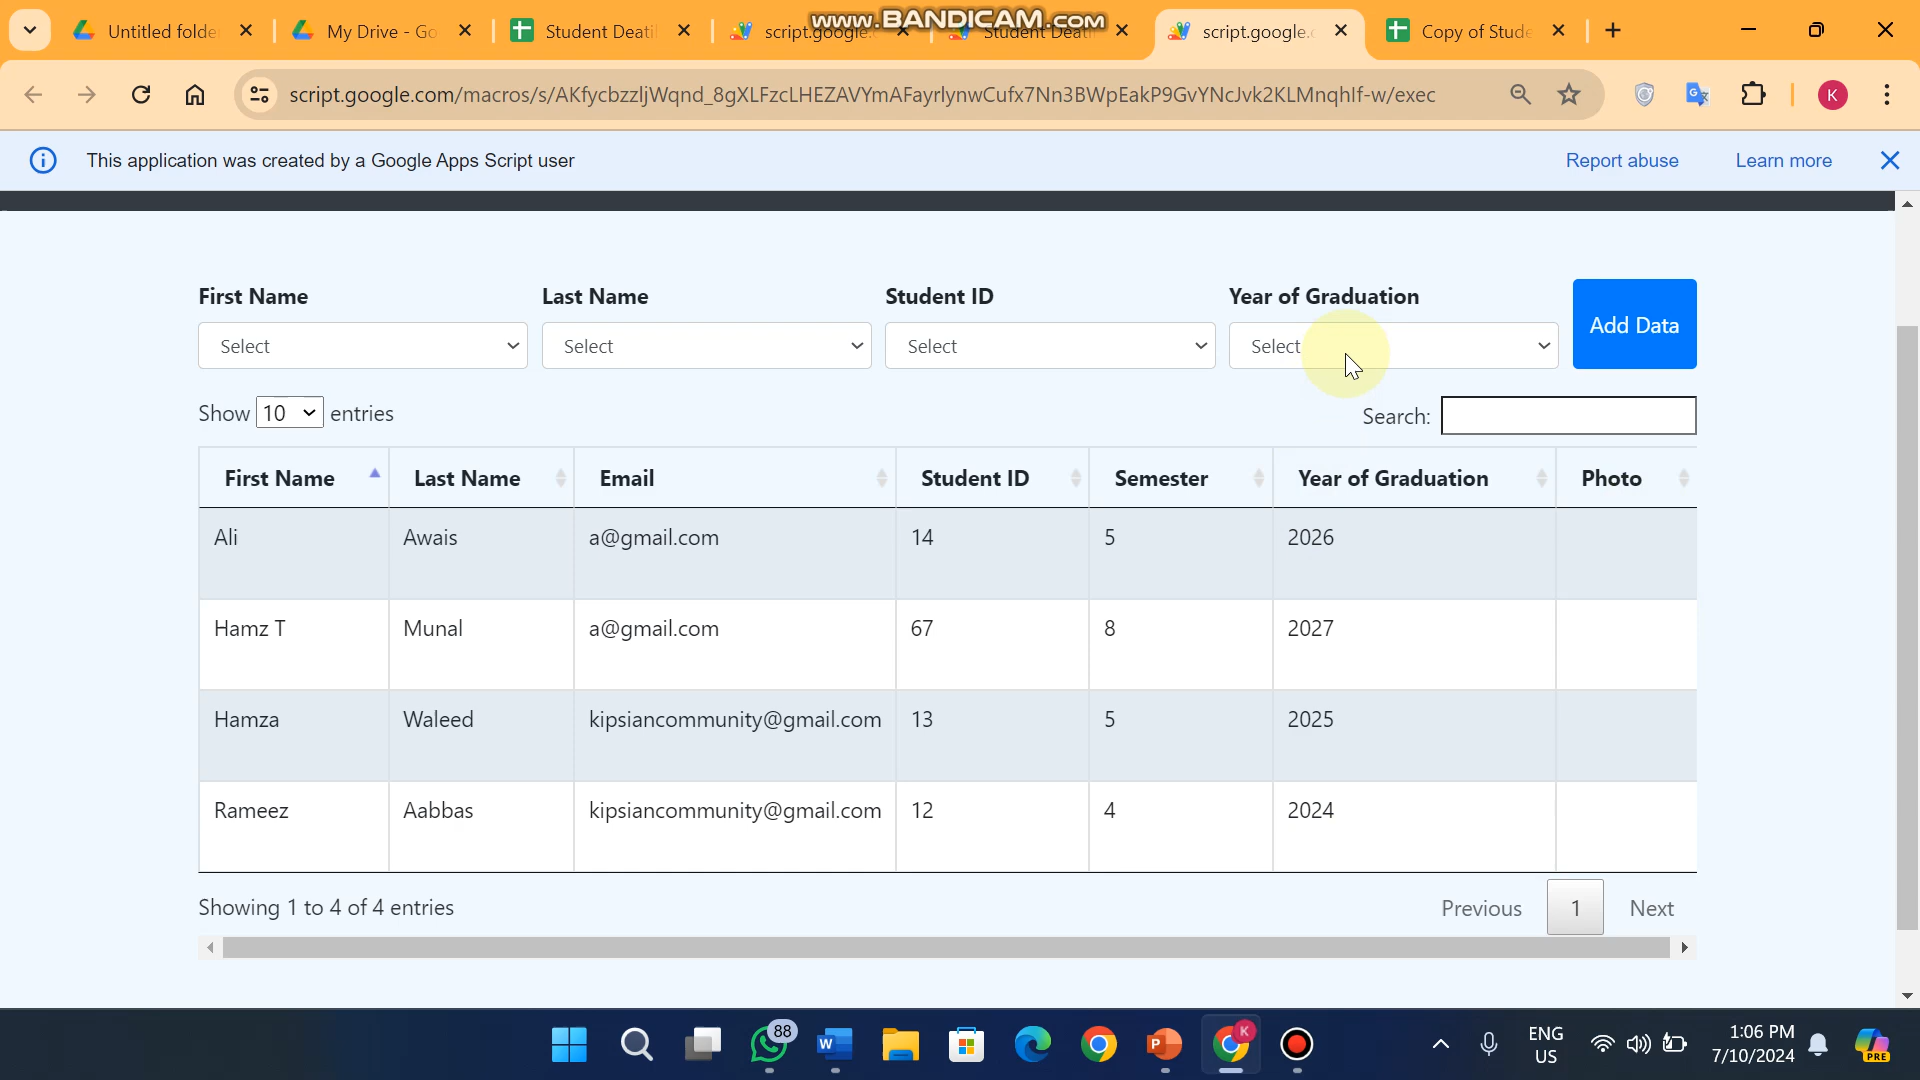 Untitled folde
My Drive - Go
Student Deatil
script.google.
Student Deatil
script.google.c
Copy of Stude
www.BANDICAM.COM
script.google.com/macros/s/AKfycbzzljWqnd_8gXLFzcLHEZAVYmAFayrlynwCufx7Nn3BWpEakP9GvYNcJvk2KLMnqhlf-w/exec
K
This application was created by a Google Apps Script user
Report abuse
Learn more
First Name
Last Name
Student ID
Year of Graduation
Add Data
Select
Select
Select
Select
Show 10 entries
Search:
First Name Last Name Email Student ID Semester Year of Graduation Photo
Ali Awais a@gmail.com 14 5 2026
Hamz T Munal a@gmail.com 67 8 2027
Hamza Waleed kipsiancommunity@gmail.com 13 5 2025
Rameez Aabbas kipsiancommunity@gmail.com 12 4 2024
Showing 1 to 4 of 4 entries
Previous 1 Next
88
ENG
US
1:06 PM
7/10/2024
PRE